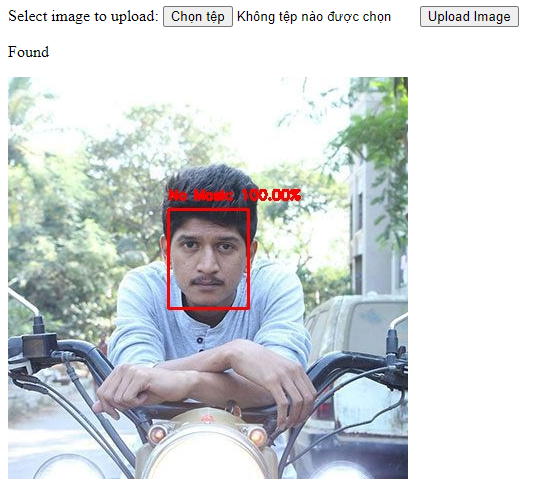 Select image to upload: Chọn tệp Không tệp nào được chọn Upload Image
Found
No Mask: 100.00%